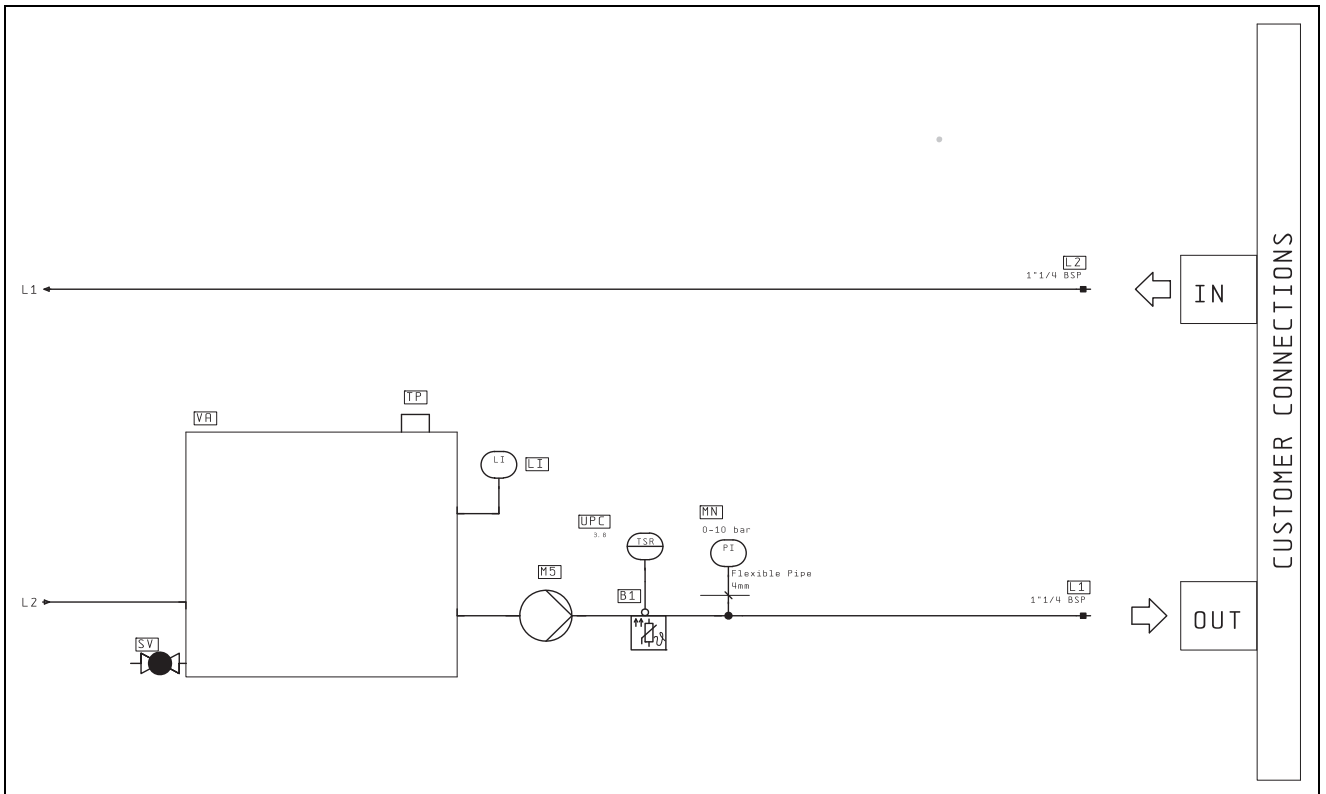 L2
1"1/4 BSP
L1
IN
CUSTOMER CONNECTIONS
TP
VA
LI
LI
MN
0-10 bar
UPC
3.0
TSR
PI
M5
Flexible Pipe
4mm
B1
L1
1"1/4 BSP
L2
OUT
SV